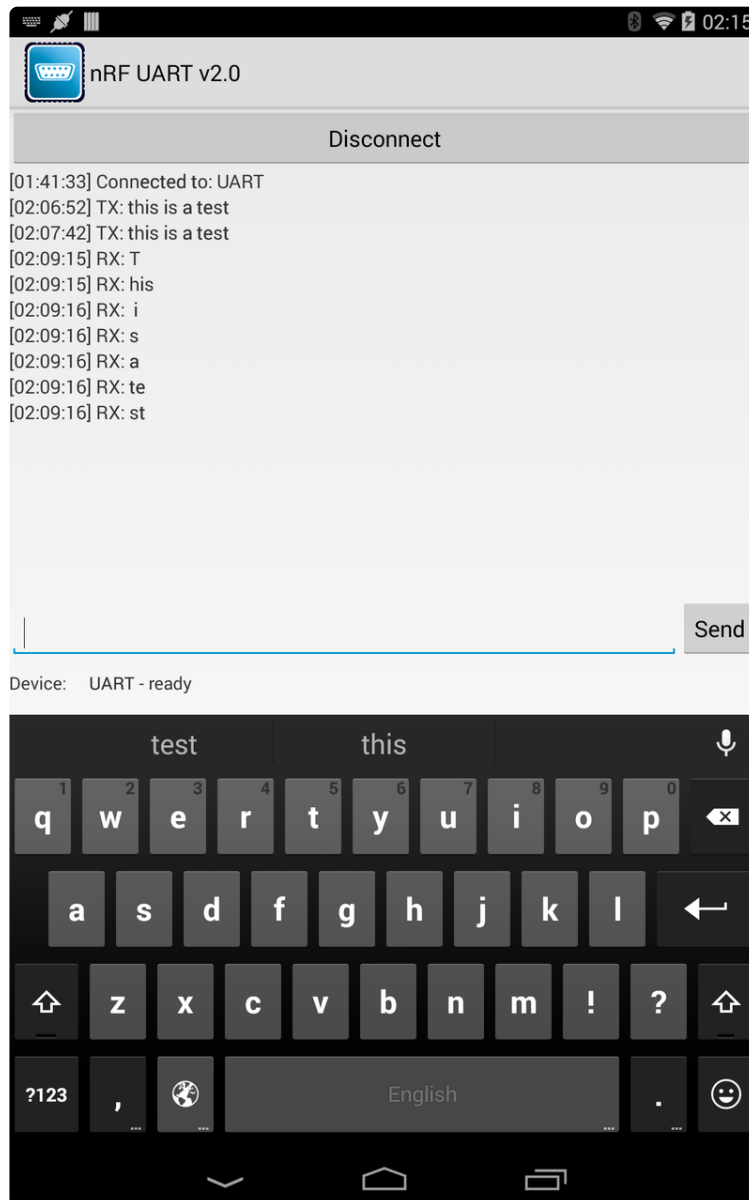 02:15
nRF UART v2.0
Disconnect
[01:41:33] Connected to: UART
[02:06:52] TX: this is a test
[02:07:42] TX: this is a test
[02:09:15] RX: T
[02:09:15] RX: his
[02:09:16] RX:  i
[02:09:16] RX: s
[02:09:16] RX: a
[02:09:16] RX: te
[02:09:16] RX: st
Send
Device: UART - ready
test this
1 2 3 4 5 6 7 8 9 0
q w e r t y u i o p
a s d f g h j k l
z x c v b n m ! ?
?123 , English .